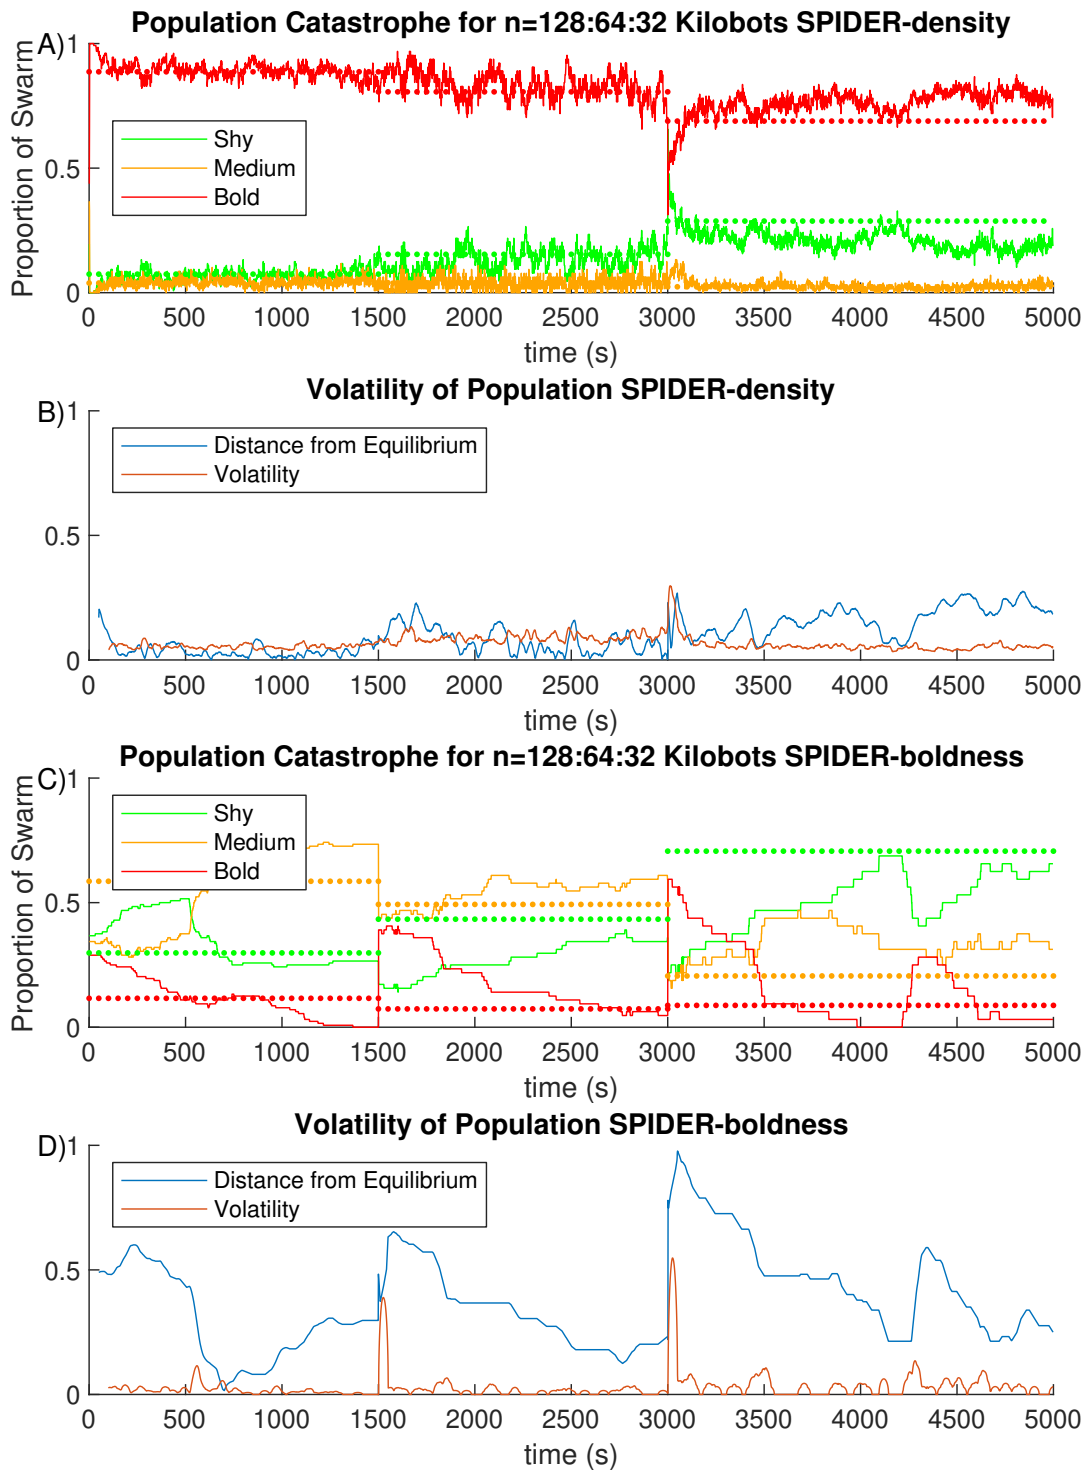 Population Catastrophe for n=128:64:32 Kilobots SPIDER-density
A)
1
0.5
0
Proportion of Swarm
Shy
Medium
Bold
0 500 1000 1500 2000 2500 3000 3500 4000 4500 5000
time (s)
Volatility of Population SPIDER-density
B)
1
0.5
0
Distance from Equilibrium
Volatility
0 500 1000 1500 2000 2500 3000 3500 4000 4500 5000
time (s)
Population Catastrophe for n=128:64:32 Kilobots SPIDER-boldness
C)
1
0.5
0
Proportion of Swarm
Shy
Medium
Bold
0 500 1000 1500 2000 2500 3000 3500 4000 4500 5000
time (s)
Volatility of Population SPIDER-boldness
D)
1
0.5
0
Distance from Equilibrium
Volatility
0 500 1000 1500 2000 2500 3000 3500 4000 4500 5000
time (s)